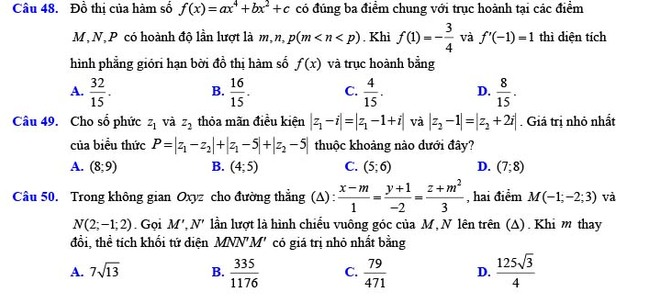 Câu 48. Đồ thị của hàm số f(x)=ax⁴+bx²+c có đúng ba điểm chung với trục hoành tại các điểm
M,N,P có hoành độ lần lượt là m,n,p(m<n<p). Khi f(1)=-3/4 và f'(-1)=1 thì diện tích
hình phẳng giới hạn bởi đồ thị hàm số f(x) và trục hoành bằng
A. 32/15. B. 16/15. C. 4/15. D. 8/15.
Câu 49. Cho số phức z₁ và z₂ thỏa mãn điều kiện |z₁-i|=|z₁-1+i| và |z₂-1|=|z₂+2i|. Giá trị nhỏ nhất
của biểu thức P=|z₁-z₂|+|z₁-5|+|z₂-5| thuộc khoảng nào dưới đây?
A. (8;9) B. (4;5) C. (5;6) D. (7;8)
Câu 50. Trong không gian Oxyz cho đường thẳng (Δ): (x-m)/1=(y+1)/-2=(z+m²)/3, hai điểm M(-1;-2;3) và
N(2;-1;2). Gọi M',N' lần lượt là hình chiếu vuông góc của M,N lên trên (Δ). Khi m thay
đổi, thể tích khối tứ diện MNN'M' có giá trị nhỏ nhất bằng
A. 7√13 B. 335/1176 C. 79/471 D. 125√3/4